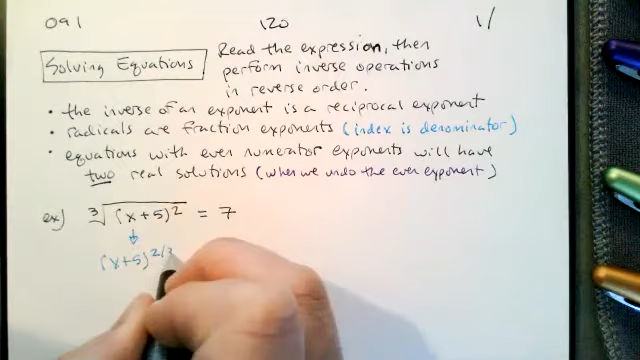 091 120 1/
Solving Equations
Read the expression, then
perform inverse operations
in reverse order.
• the inverse of an exponent is a reciprocal exponent
• radicals are fraction exponents (index is denominator)
• equations with even numerator exponents will have
two real solutions (when we undo the even exponent)
ex) ∛(x+5)² = 7
↓
(x+5)^2/3